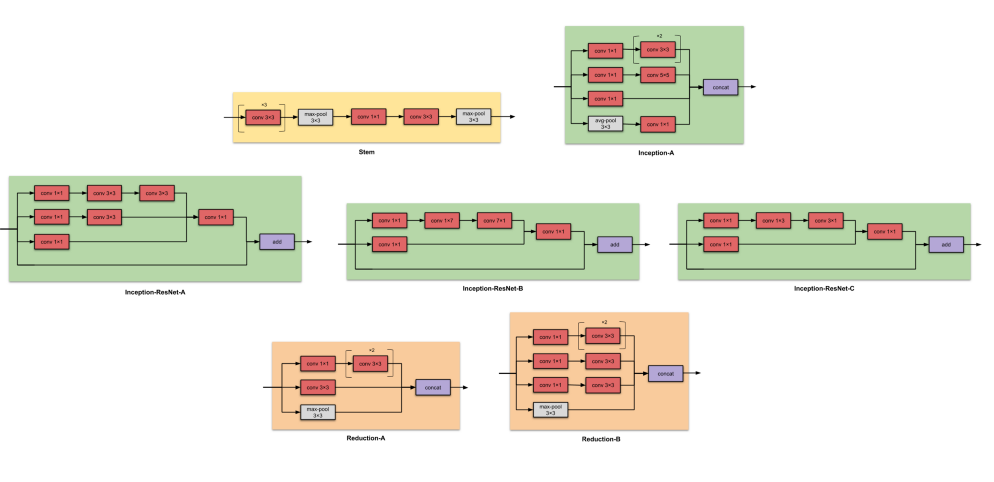 ×2
conv 1×1
conv 3×3
conv 1×1
conv 5×5
concat
conv 1×1
avg-pool
3×3
conv 1×1
Inception-A
×3
conv 3×3
max-pool
3×3
conv 1×1
conv 3×3
max-pool
3×3
Stem
conv 1×1
conv 3×3
conv 3×3
conv 1×1
conv 3×3
conv 1×1
conv 1×1
add
Inception-ResNet-A
conv 1×1
conv 1×7
conv 7×1
conv 1×1
conv 1×1
add
Inception-ResNet-B
conv 1×1
conv 1×3
conv 3×1
conv 1×1
conv 1×1
add
Inception-ResNet-C
×2
conv 1×1
conv 3×3
conv 3×3
concat
max-pool
3×3
Reduction-A
×2
conv 1×1
conv 3×3
conv 1×1
conv 3×3
concat
conv 1×1
conv 3×3
max-pool
3×3
Reduction-B